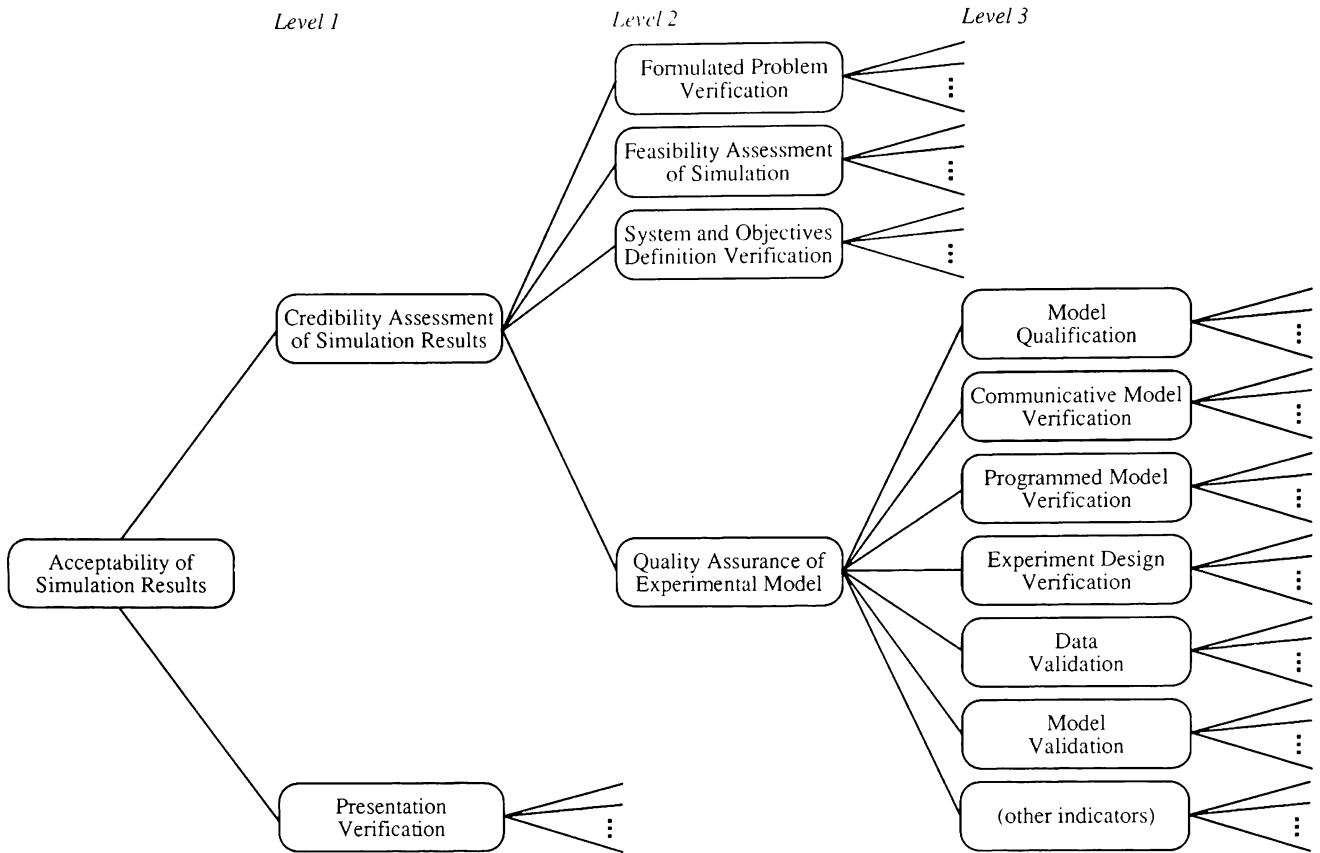 Level 1
Level 2
Level 3
Formulated Problem
Verification
Feasibility Assessment
of Simulation
System and Objectives
Definition Verification
Credibility Assessment
of Simulation Results
Model
Qualification
Communicative Model
Verification
Programmed Model
Verification
Acceptability of
Simulation Results
Quality Assurance of
Experimental Model
Experiment Design
Verification
Data
Validation
Model
Validation
Presentation
Verification
(other indicators)